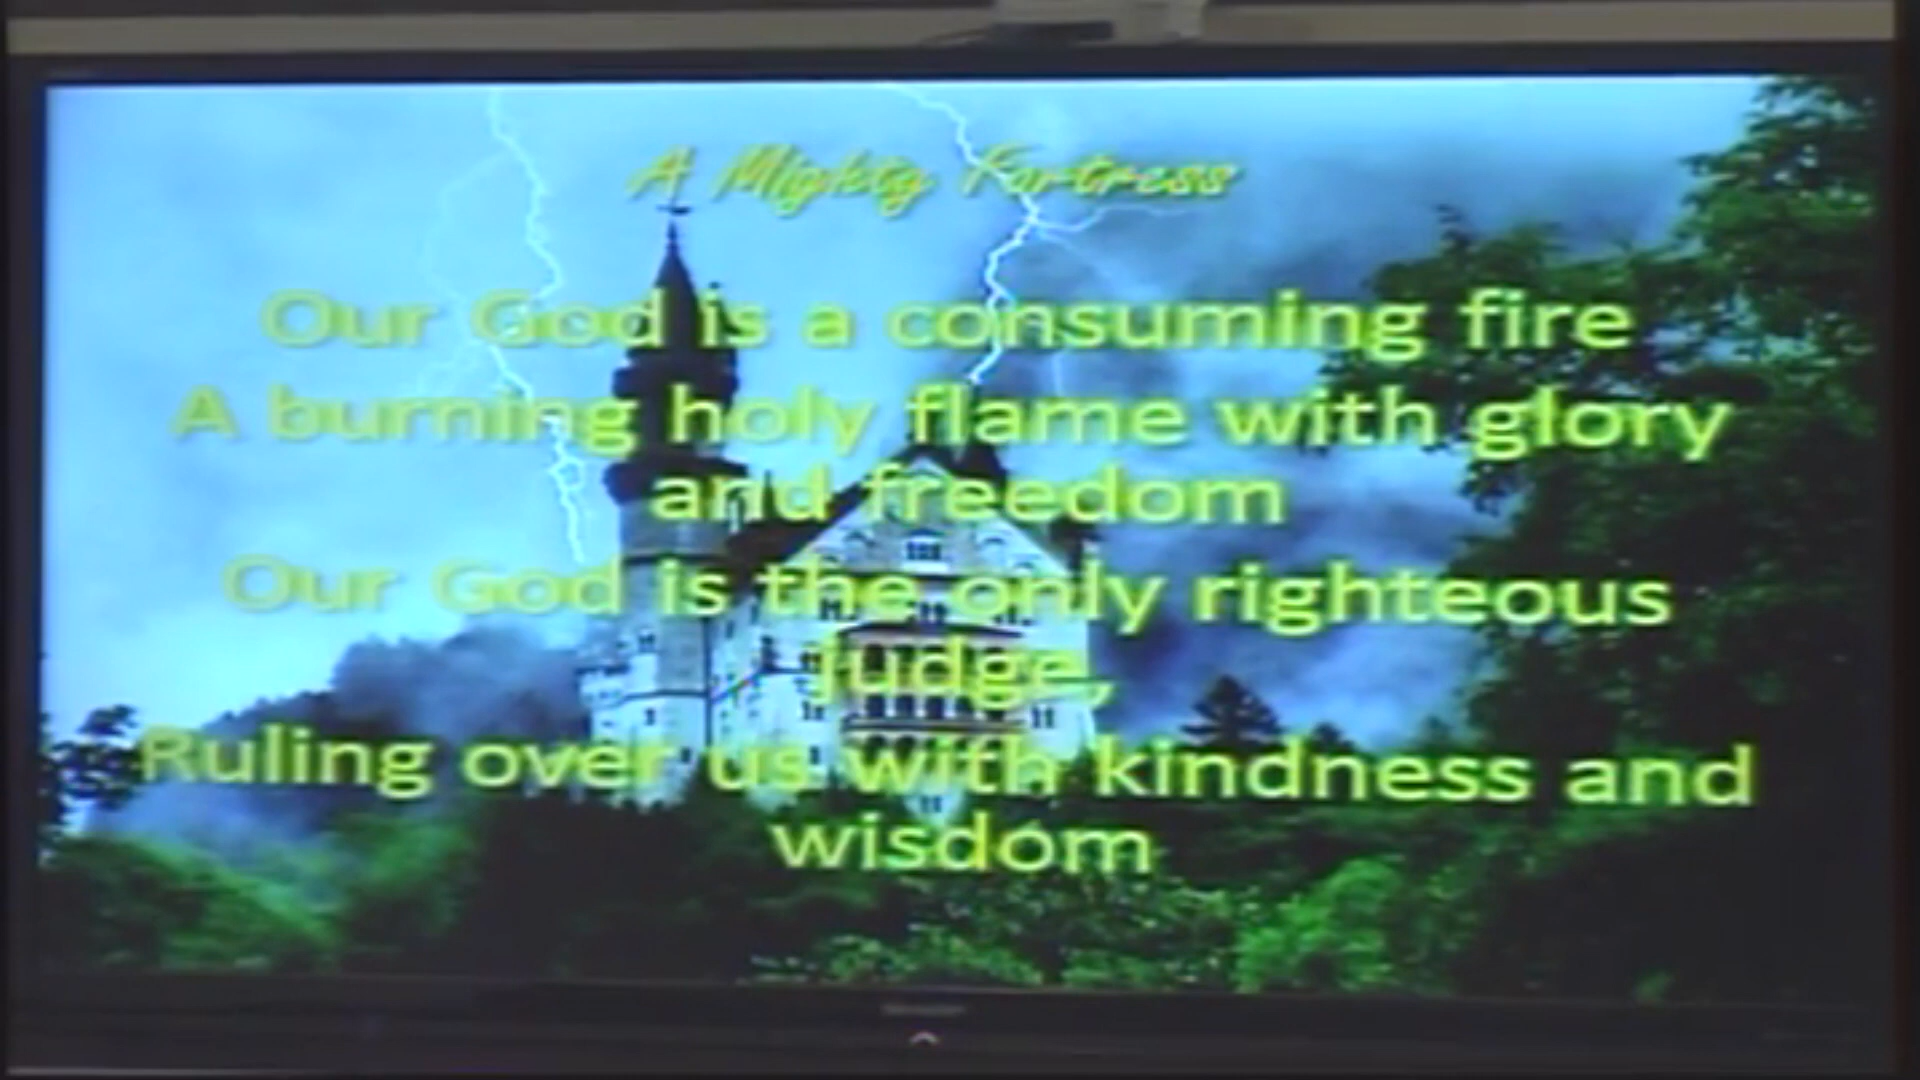 A Mighty Fortress
Our God is a consuming fire
A burning holy flame with glory
and freedom
Our God is the only righteous
judge,
Ruling over us with kindness and
wisdom